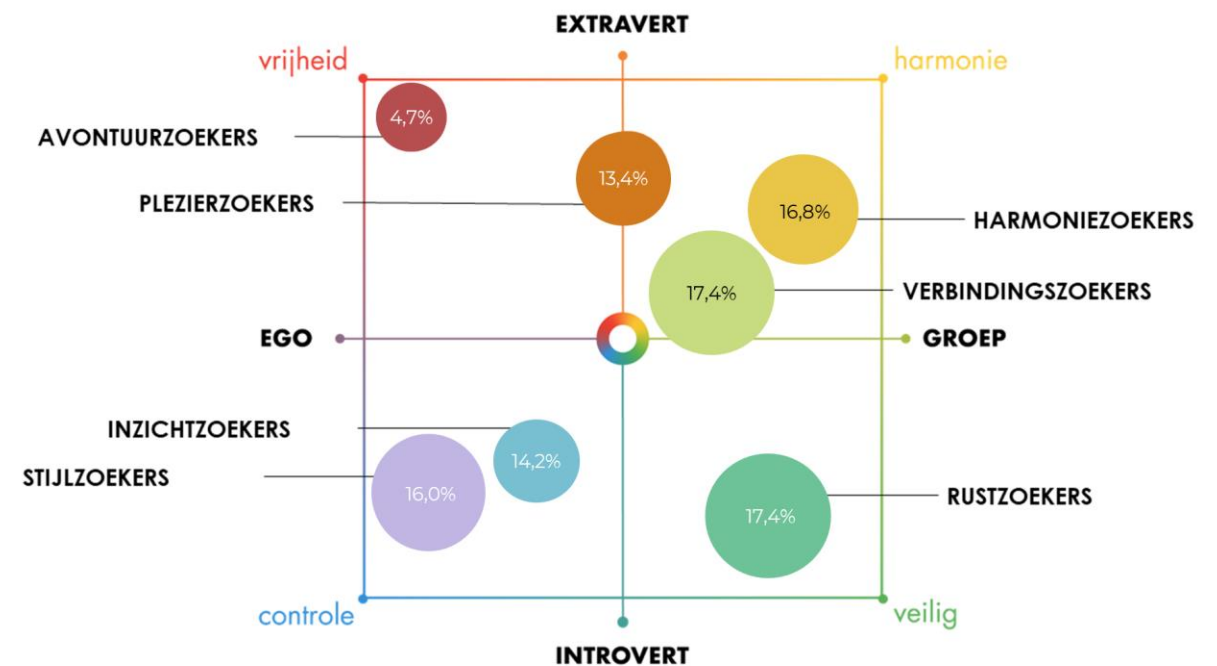 EXTRAVERT
vrijheid
harmonie
4,7%
AVONTUURZOEKERS
13,4%
PLEZIERZOEKERS
16,8%
HARMONIEZOEKERS
17,4%
VERBINDINGSZOEKERS
EGO
GROEP
INZICHTZOEKERS
14,2%
STIJLZOEKERS
16,0%
RUSTZOEKERS
17,4%
controle
veilig
INTROVERT